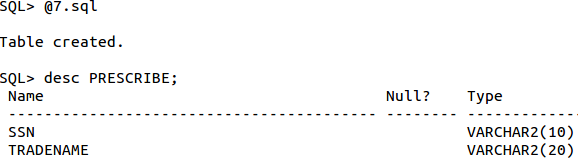 SQL> @7.sql
Table created.
SQL> desc PRESCRIBE;
Name Null? Type
----------------------------------------- -------- ------------
SSN VARCHAR2(10)
TRADENAME VARCHAR2(20)